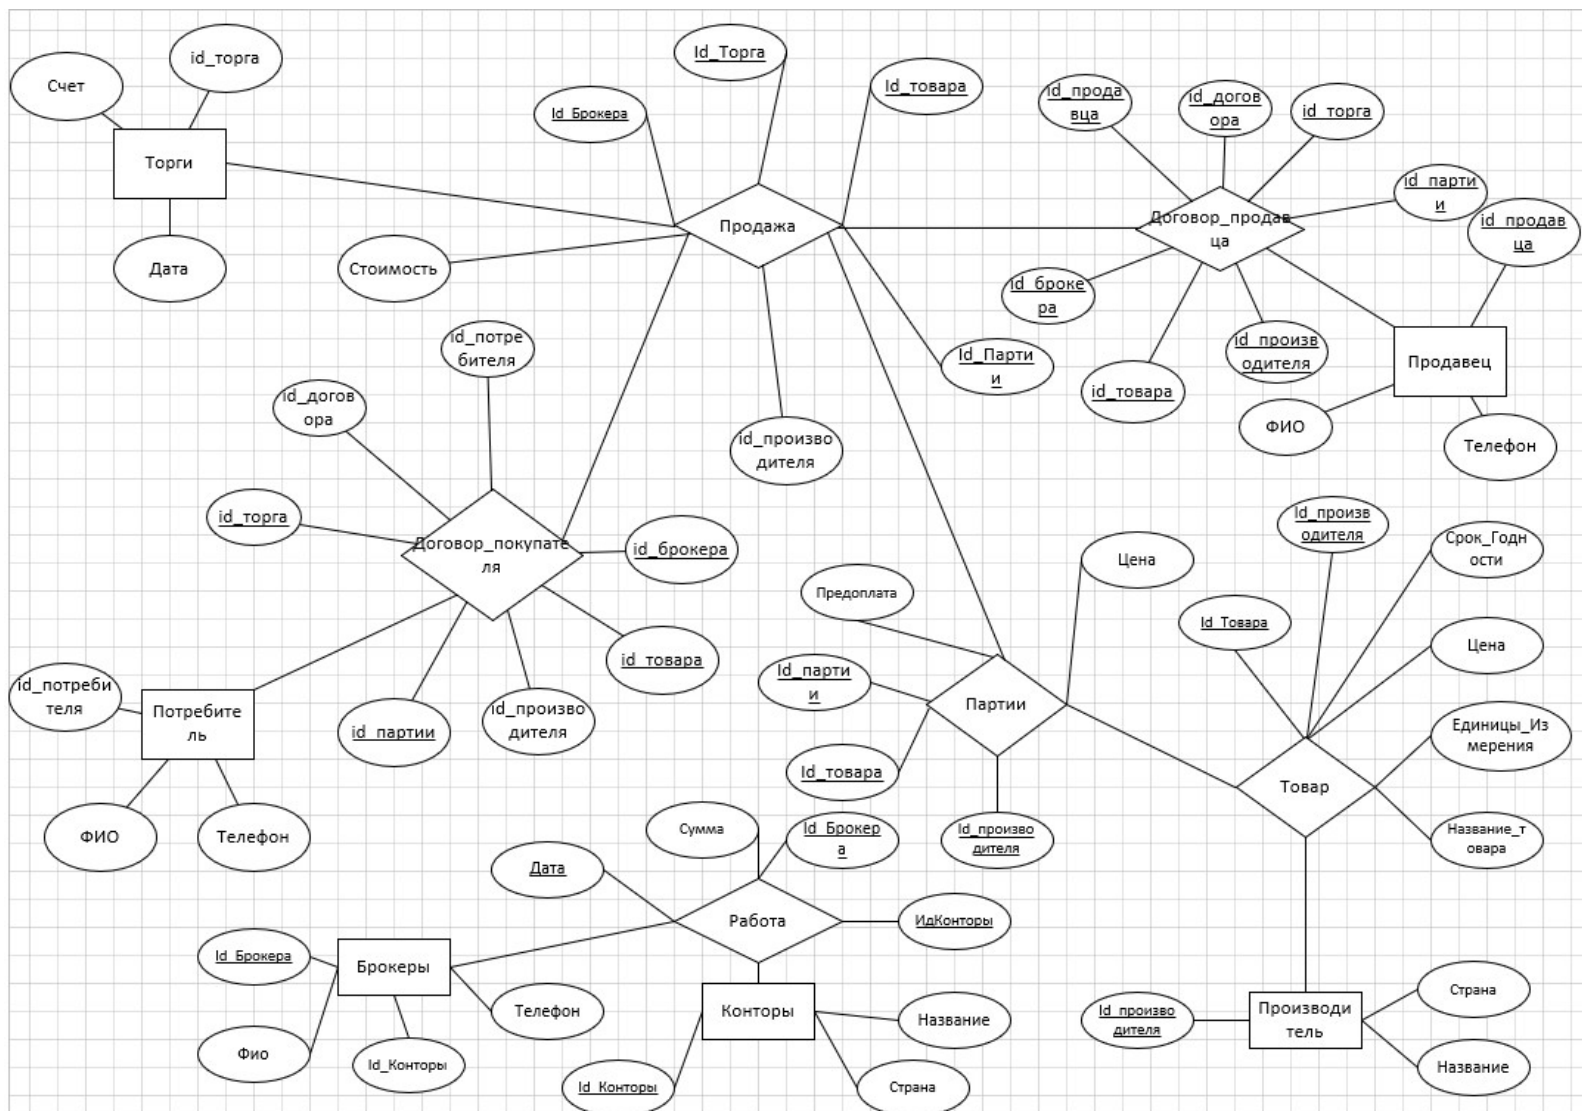 Счет
id_торга
Торги
Дата
Id_Торга
Id_Брокера
Id_товара
Продажа
Стоимость
id_произво
дителя
Id_Парти
и
id_прода
вца
id_догов
ора
id_торга
id_парти
и
id_продав
ца
Договор_продав
ца
id_броке
ра
id_товара
id_произв
одителя
Продавец
ФИО
Телефон
id_потре
бителя
id_догов
ора
id_торга
Договор_покупате
ля
id_брокера
id_товара
id_произво
дителя
id_партии
id_потреби
теля
Потребите
ль
ФИО
Телефон
Предоплата
Цена
Id_парти
и
Партии
Id_товара
Id_произво
дителя
Id_произв
одителя
Срок_Годн
ости
Id_Товара
Цена
Единицы_Из
мерения
Товар
Название_т
овара
Сумма
Id_Брокер
а
Дата
Работа
ИдКонторы
Id_Брокера
Брокеры
Фио
Id_Конторы
Телефон
Конторы
Название
Id_Конторы
Страна
Id_произво
дителя
Производи
тель
Страна
Название